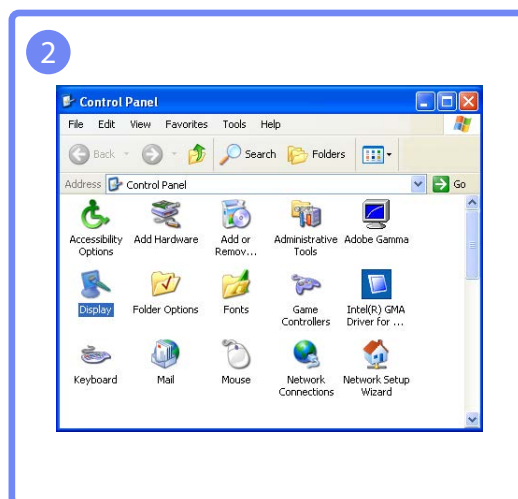 2
Control Panel
File Edit View Favorites Tools Help
Back Search Folders
Address Control Panel Go
Accessibility Options Add Hardware Add or Remov... Administrative Tools Adobe Gamma
Display Folder Options Fonts Game Controllers Intel(R) GMA Driver for ...
Keyboard Mail Mouse Network Connections Network Setup Wizard